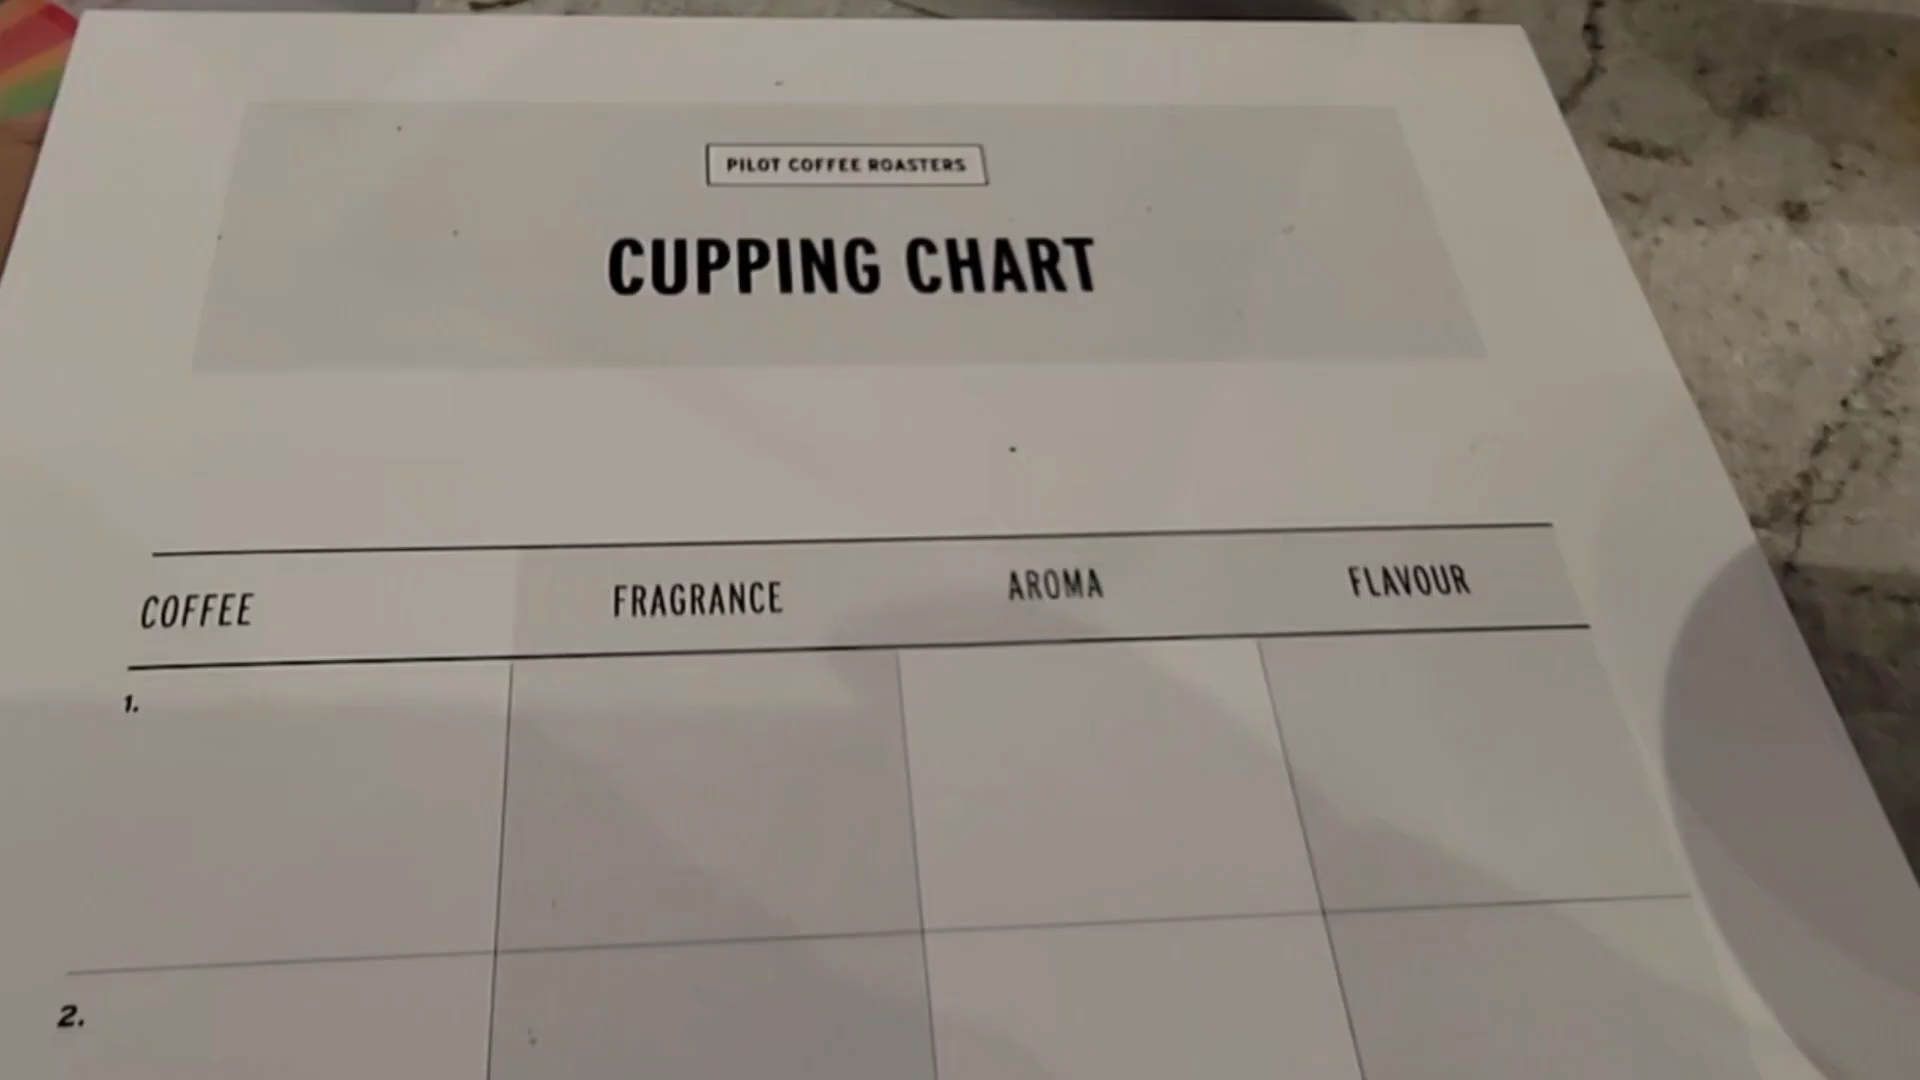 PILOT COFFEE ROASTERS
CUPPING CHART
COFFEE FRAGRANCE AROMA FLAVOUR
1.
2.